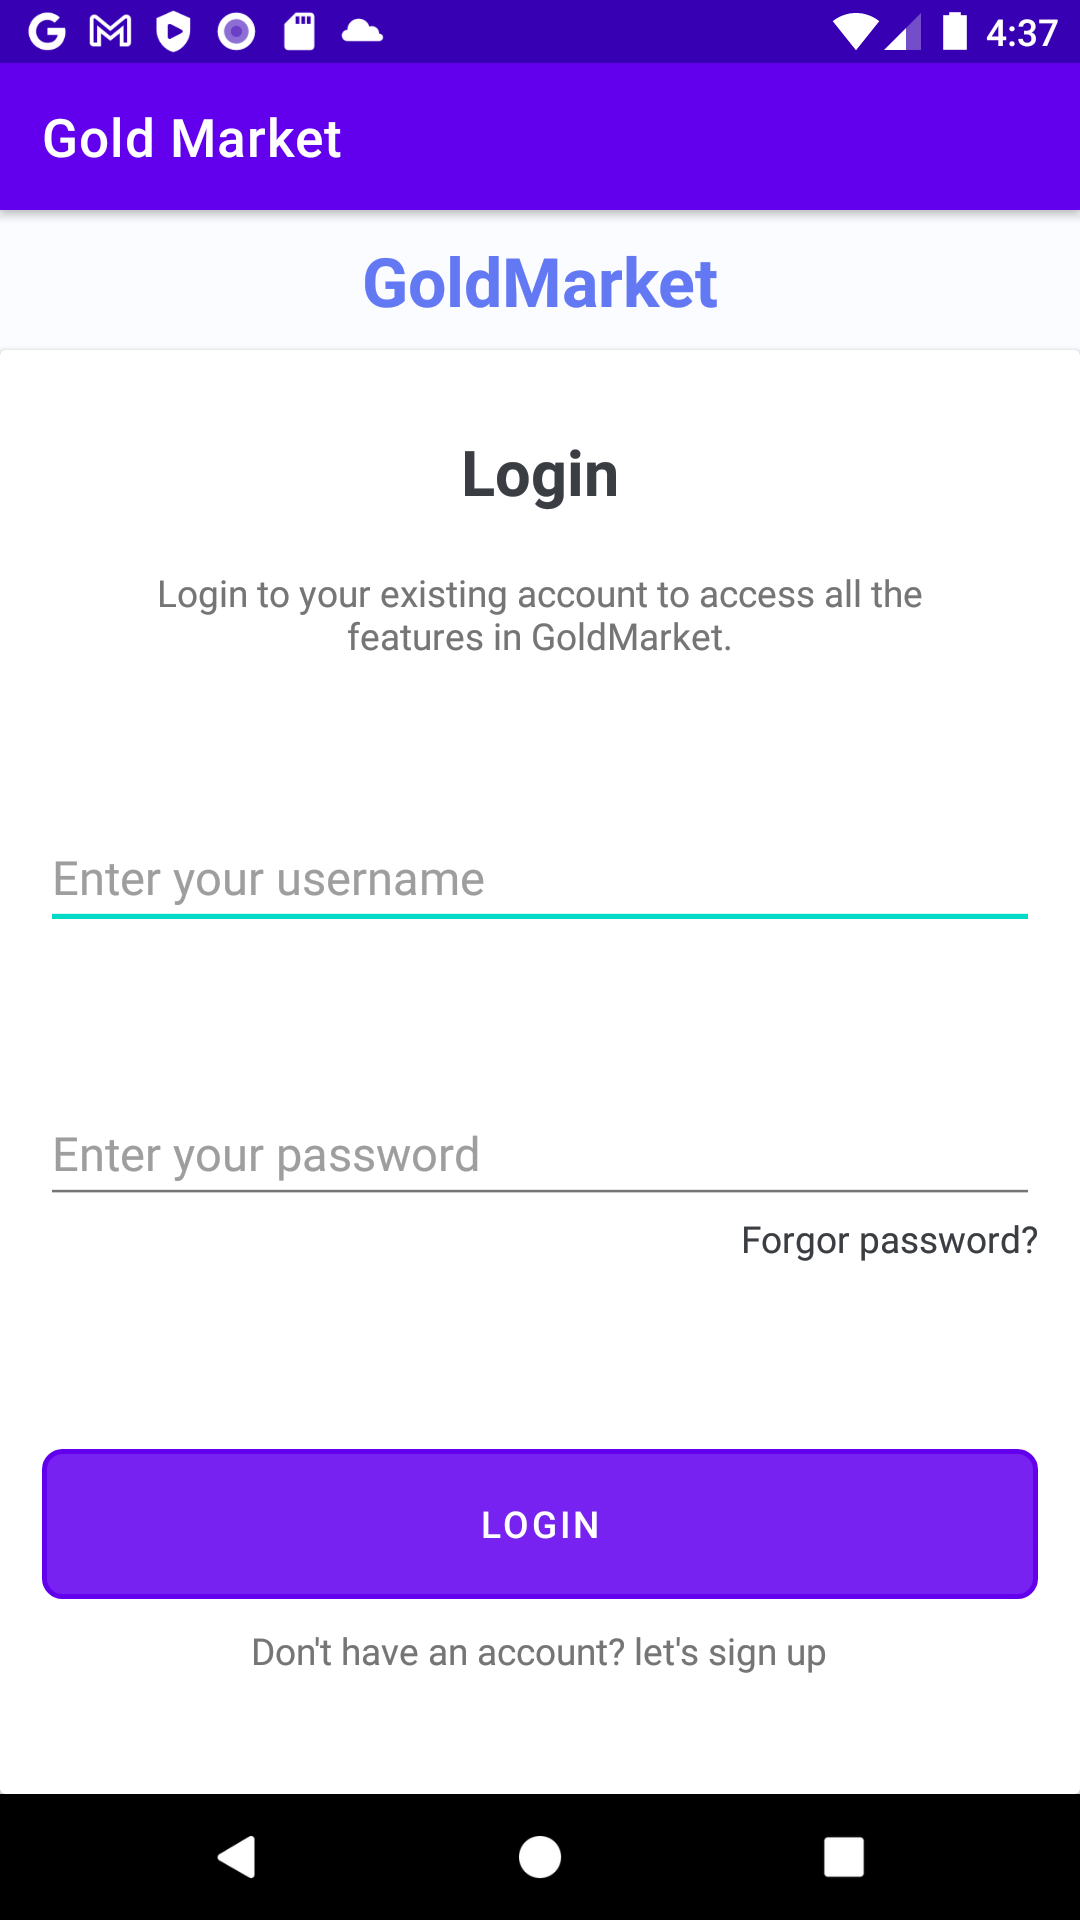 4:37
Gold Market
GoldMarket
Login
Login to your existing account to access all the
features in GoldMarket.
Enter your username
Enter your password
Forgor password?
LOGIN
Don't have an account? let's sign up